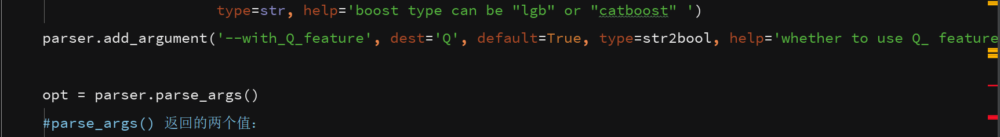 type=str, help='boost type can be "lgb" or "catboost" ')
parser.add_argument('--with_Q_feature', dest='Q', default=True, type=str2bool, help='whether to use Q_ feature
opt = parser.parse_args()
#parse_args() 返回的两个值: